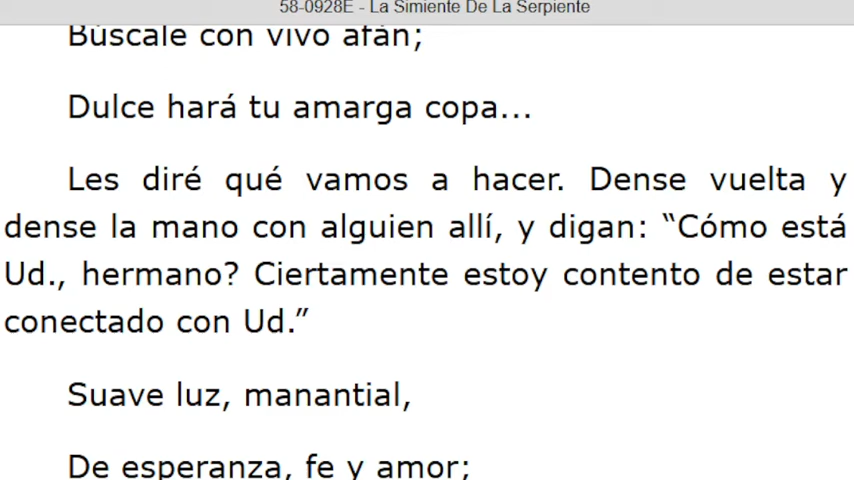 58-0928E - La Simiente De La Serpiente
Búscale con vivo afán;
Dulce hará tu amarga copa...
Les diré qué vamos a hacer. Dense vuelta y
dense la mano con alguien allí, y digan: “Cómo está
Ud., hermano? Ciertamente estoy contento de estar
conectado con Ud.”
Suave luz, manantial,
De esperanza, fe y amor;